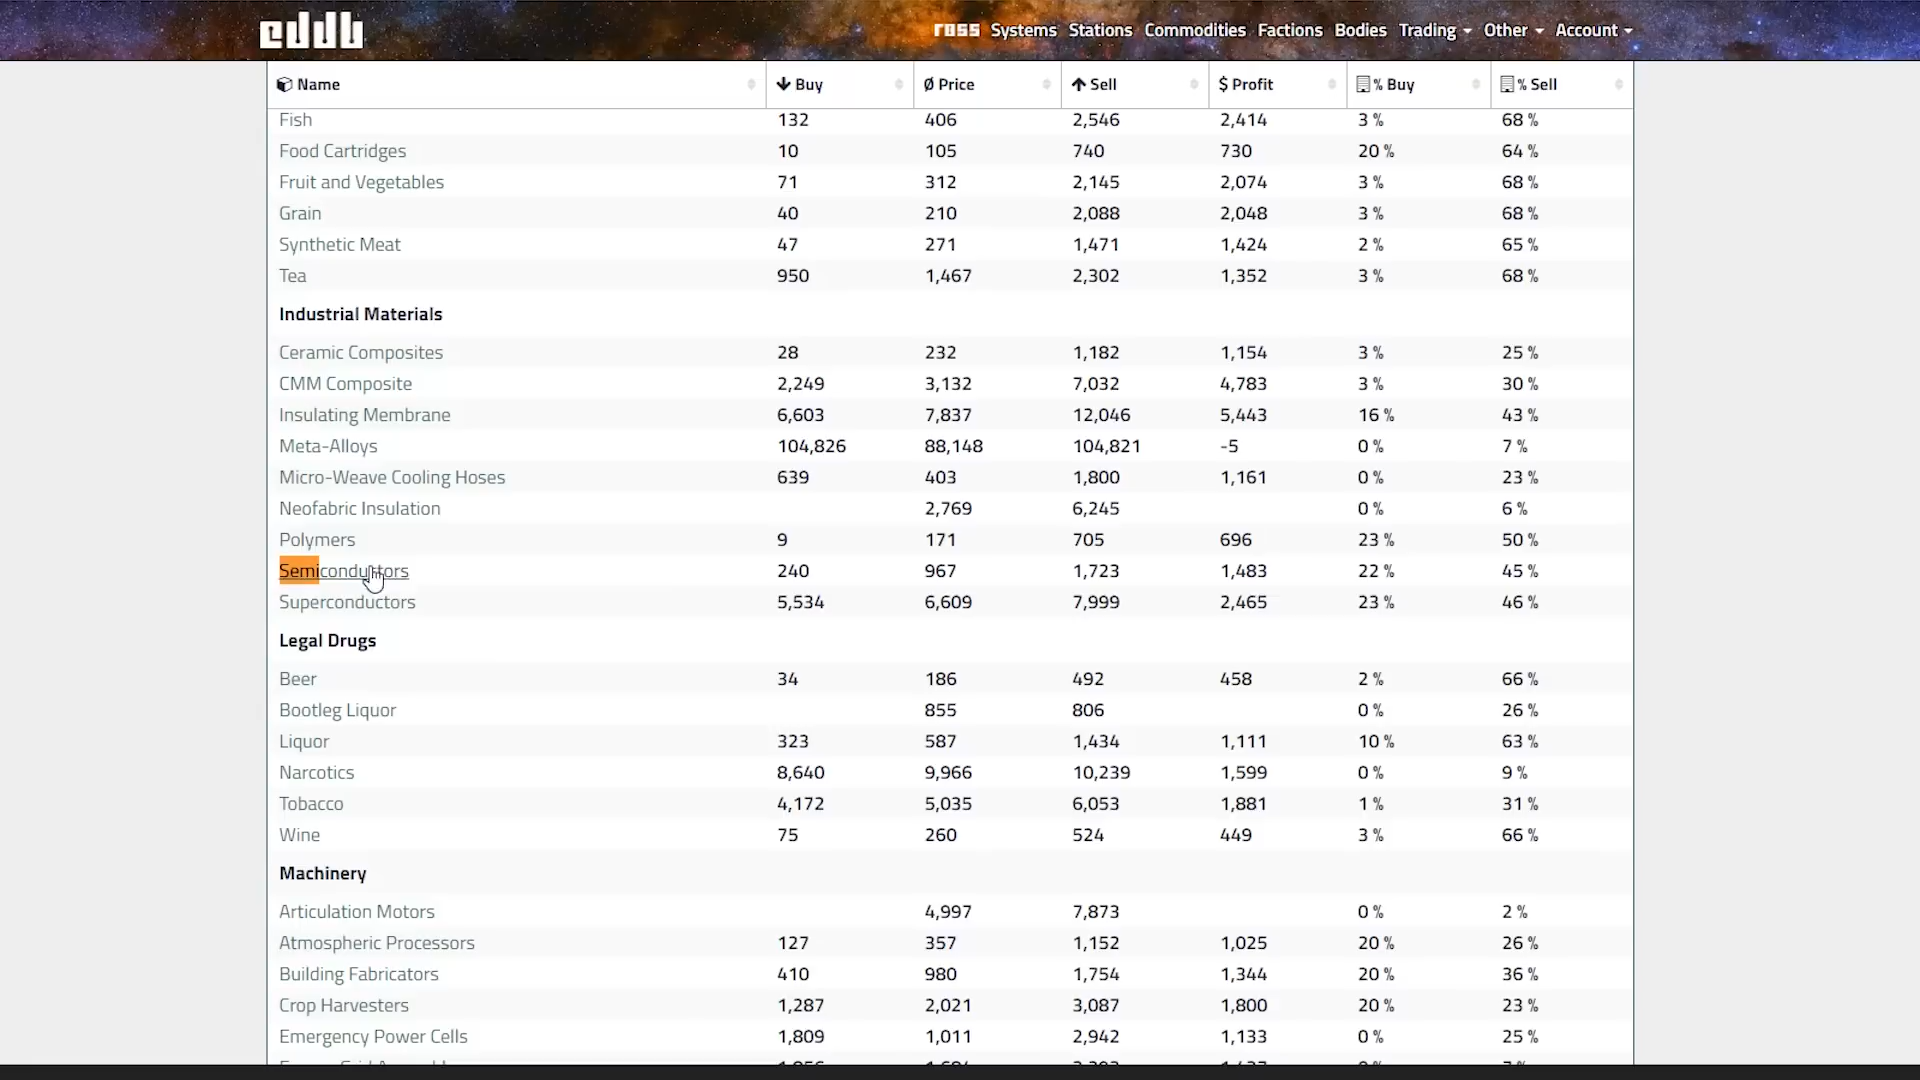 eddb ross Systems Stations Commodities Factions Bodies Trading Other Account
Name Buy Ø Price Sell $ Profit % Buy % Sell
Fish 132 406 2,546 2,414 3 % 68 %
Food Cartridges 10 105 740 730 20 % 64 %
Fruit and Vegetables 71 312 2,145 2,074 3 % 68 %
Grain 40 210 2,088 2,048 3 % 68 %
Synthetic Meat 47 271 1,471 1,424 2 % 65 %
Tea 950 1,467 2,302 1,352 3 % 68 %
Industrial Materials
Ceramic Composites 28 232 1,182 1,154 3 % 25 %
CMM Composite 2,249 3,132 7,032 4,783 3 % 30 %
Insulating Membrane 6,603 7,837 12,046 5,443 16 % 43 %
Meta-Alloys 104,826 88,148 104,821 -5 0 % 7 %
Micro-Weave Cooling Hoses 639 403 1,800 1,161 0 % 23 %
Neofabric Insulation 2,769 6,245 0 % 6 %
Polymers 9 171 705 696 23 % 50 %
Semiconductors 240 967 1,723 1,483 22 % 45 %
Superconductors 5,534 6,609 7,999 2,465 23 % 46 %
Legal Drugs
Beer 34 186 492 458 2 % 66 %
Bootleg Liquor 855 806 0 % 26 %
Liquor 323 587 1,434 1,111 10 % 63 %
Narcotics 8,640 9,966 10,239 1,599 0 % 9 %
Tobacco 4,172 5,035 6,053 1,881 1 % 31 %
Wine 75 260 524 449 3 % 66 %
Machinery
Articulation Motors 4,997 7,873 0 % 2 %
Atmospheric Processors 127 357 1,152 1,025 20 % 26 %
Building Fabricators 410 980 1,754 1,344 20 % 36 %
Crop Harvesters 1,287 2,021 3,087 1,800 20 % 23 %
Emergency Power Cells 1,809 1,011 2,942 1,133 0 % 25 %